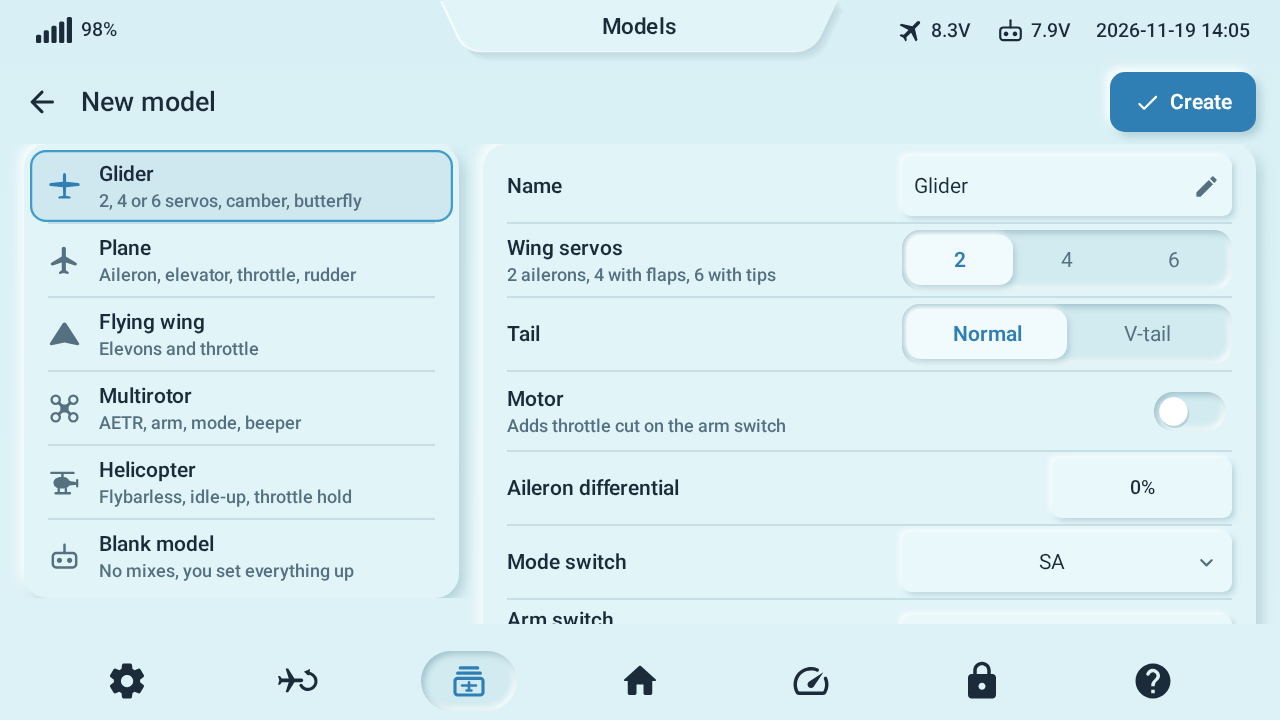 98%
Models
8.3V
7.9V
2026-11-19 14:05
New model
Create
Glider
2, 4 or 6 servos, camber, butterfly
Plane
Aileron, elevator, throttle, rudder
Flying wing
Elevons and throttle
Multirotor
AETR, arm, mode, beeper
Helicopter
Flybarless, idle-up, throttle hold
Blank model
No mixes, you set everything up
Name
Glider
Wing servos
2 ailerons, 4 with flaps, 6 with tips
2
4
6
Tail
Normal
V-tail
Motor
Adds throttle cut on the arm switch
Aileron differential
0%
Mode switch
SA
Arm switch